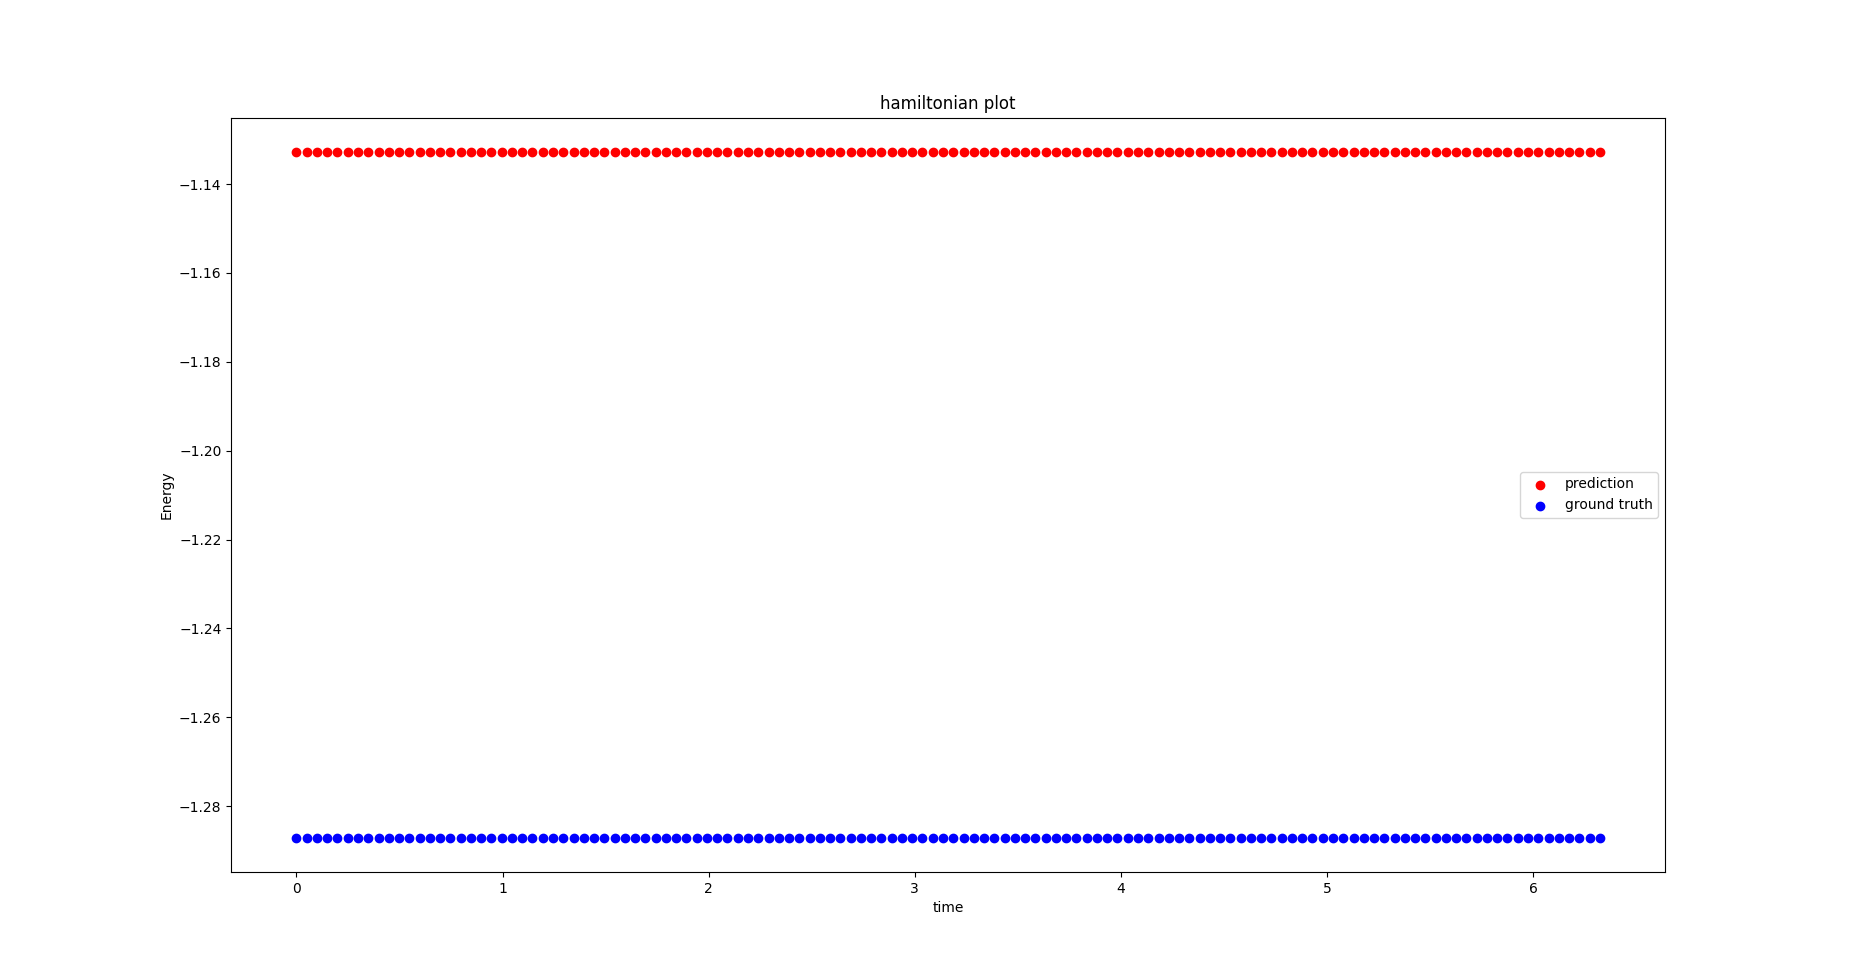 hamiltonian plot
−1.14
−1.16
−1.18
−1.20
−1.22
−1.24
−1.26
−1.28
Energy
prediction
ground truth
0 1 2 3 4 5 6
time